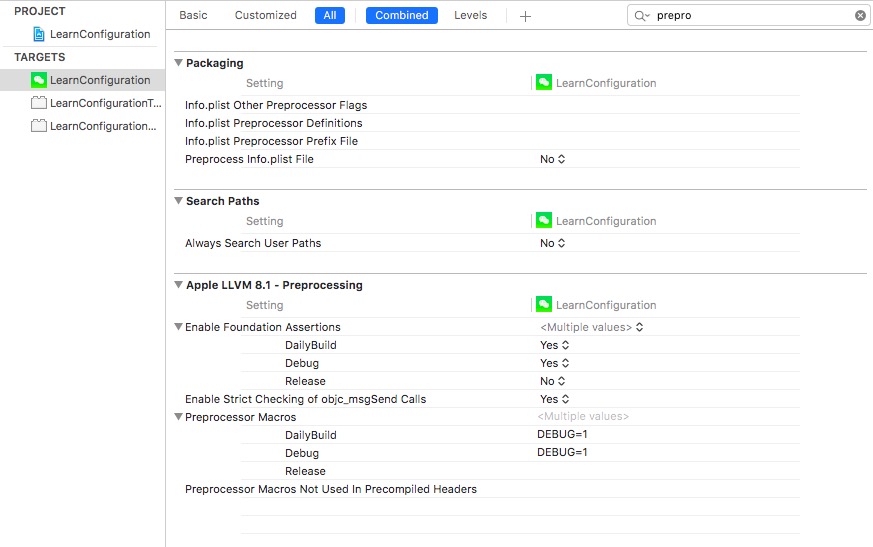 PROJECT
LearnConfiguration
TARGETS
LearnConfiguration
LearnConfigurationT...
LearnConfiguration...
Basic Customized All Combined Levels + prepro
Packaging
Setting LearnConfiguration
Info.plist Other Preprocessor Flags
Info.plist Preprocessor Definitions
Info.plist Preprocessor Prefix File
Preprocess Info.plist File No
Search Paths
Setting LearnConfiguration
Always Search User Paths No
Apple LLVM 8.1 - Preprocessing
Setting LearnConfiguration
Enable Foundation Assertions <Multiple values>
DailyBuild Yes
Debug Yes
Release No
Enable Strict Checking of objc_msgSend Calls Yes
Preprocessor Macros <Multiple values>
DailyBuild DEBUG=1
Debug DEBUG=1
Release
Preprocessor Macros Not Used In Precompiled Headers